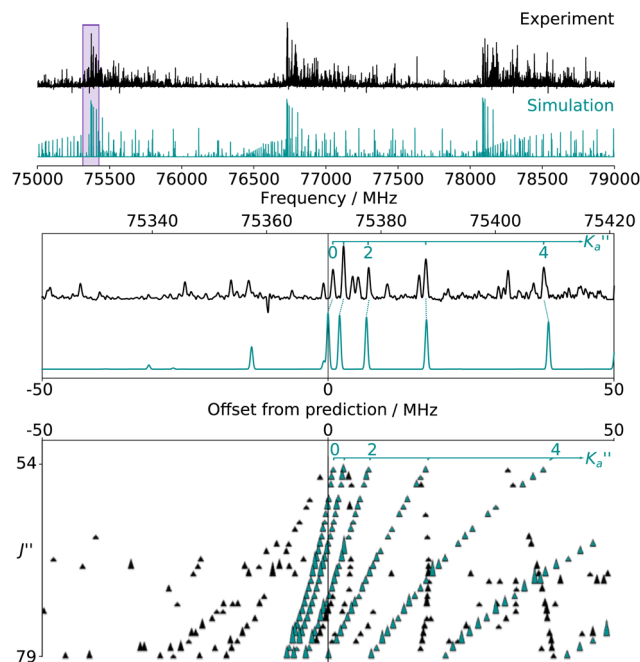 Experiment
Simulation
75000 75500 76000 76500 77000 77500 78000 78500 79000
Frequency / MHz
75340 75360 75380 75400 75420
0 2 4 Ka''
-50 0 50
Offset from prediction / MHz
-50 0 50
0 2 4 Ka''
54
J''
79